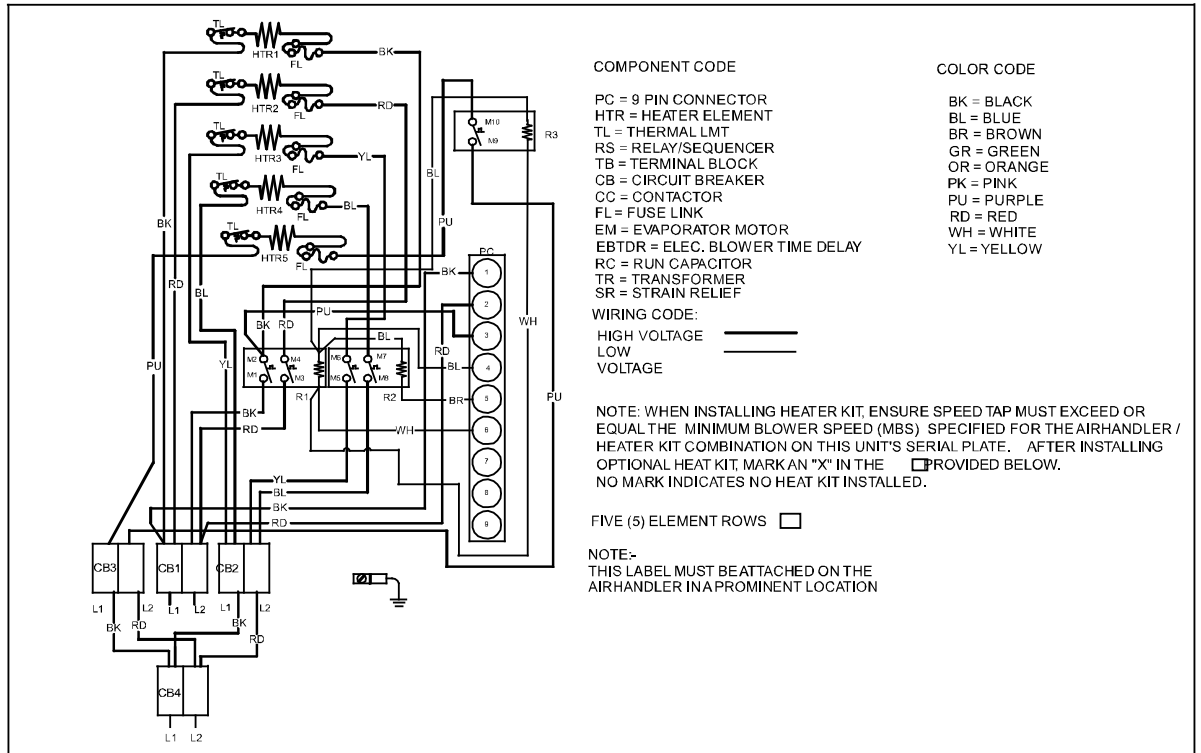 TL
HTR1
FL
BK
TL
HTR2
FL
RD
TL
HTR3
FL
YL
TL
HTR4
FL
BL
TL
HTR5
FL
M10
M9
R3
BL
PU
BK
RD
BL
PC
BK
1
2
3
4
5
6
7
8
9
PU
BK
RD
PU
BL
RD
WH
PU
YL
M2
M4
M1
M3
M6
M7
M5
M8
R1
R2
BL
BR
WH
BK
RD
YL
BL
BK
RD
CB3
CB1
CB2
L1
L2
L1
L2
L1
L2
BK
RD
BK
RD
CB4
L1
L2
COMPONENT CODE
PC = 9 PIN CONNECTOR
HTR = HEATER ELEMENT
TL = THERMAL LMT
RS = RELAY/SEQUENCER
TB = TERMINAL BLOCK
CB = CIRCUIT BREAKER
CC = CONTACTOR
FL = FUSE LINK
EM = EVAPORATOR MOTOR
EBTDR = ELEC. BLOWER TIME DELAY
RC = RUN CAPACITOR
TR = TRANSFORMER
SR = STRAIN RELIEF
WIRING CODE:
HIGH VOLTAGE
LOW
VOLTAGE
COLOR CODE
BK = BLACK
BL = BLUE
BR = BROWN
GR = GREEN
OR = ORANGE
PK = PINK
PU = PURPLE
RD = RED
WH = WHITE
YL = YELLOW
NOTE: WHEN INSTALLING HEATER KIT, ENSURE SPEED TAP MUST EXCEED OR
EQUAL THE MINIMUM BLOWER SPEED (MBS) SPECIFIED FOR THE AIRHANDLER /
HEATER KIT COMBINATION ON THIS UNIT'S SERIAL PLATE. AFTER INSTALLING
OPTIONAL HEAT KIT, MARK AN "X" IN THE PROVIDED BELOW.
NO MARK INDICATES NO HEAT KIT INSTALLED.
FIVE (5) ELEMENT ROWS
NOTE:-
THIS LABEL MUST BE ATTACHED ON THE
AIRHANDLER IN A PROMINENT LOCATION